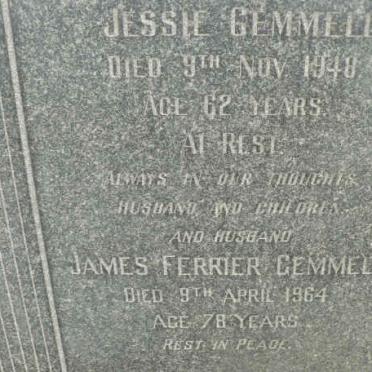 JESSIE GEMMELL
DIED 9TH NOV 1948
AGE 62 YEARS.
AT REST.
ALWAYS IN OUR THOUGHTS
HUSBAND AND CHILDREN.
AND HUSBAND
JAMES FERRIER GEMMELL
DIED 9TH APRIL 1964
AGE 78 YEARS.
REST IN PEACE.